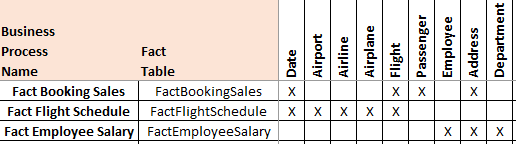 Business
Process Fact
Name Table Date Airport Airline Airplane Flight Passenger Employee Address Department
Fact Booking Sales FactBookingSales X X X X
Fact Flight Schedule FactFlightSchedule X X X X X
Fact Employee Salary FactEmployeeSalary X X X